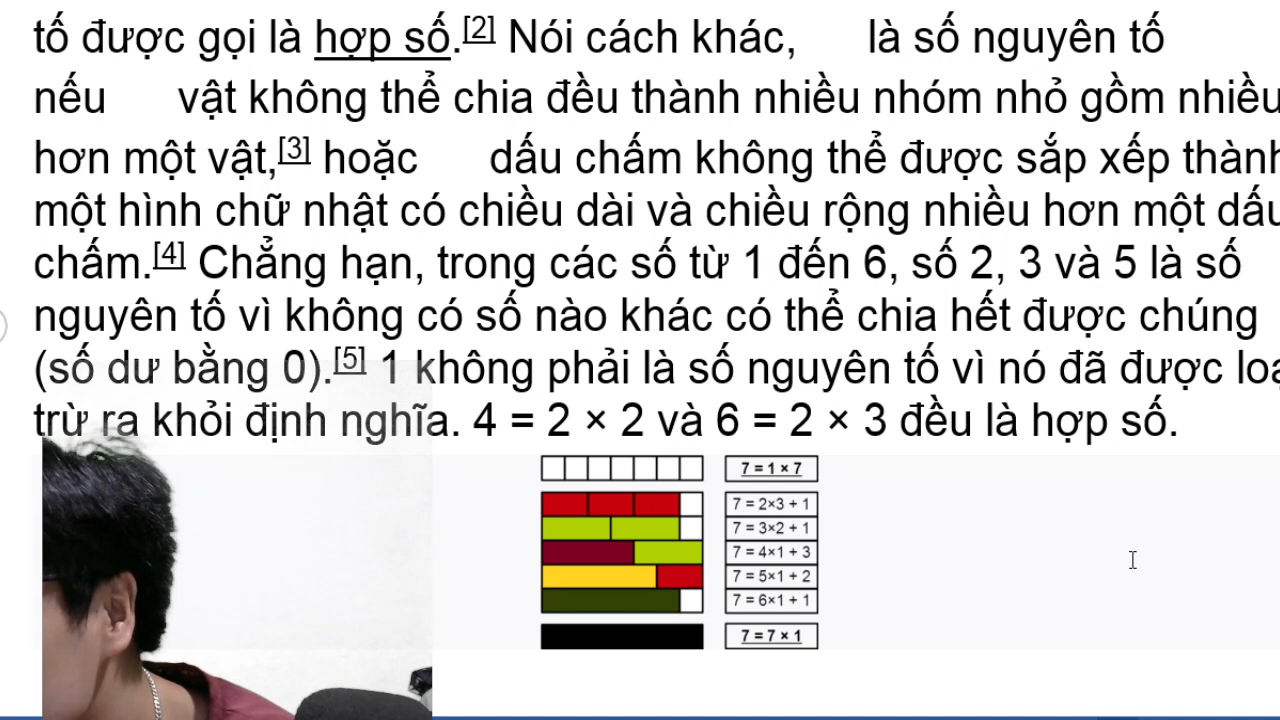 tố được gọi là hợp số.[2] Nói cách khác, là số nguyên tố
nếu vật không thể chia đều thành nhiều nhóm nhỏ gồm nhiều
hơn một vật,[3] hoặc dấu chấm không thể được sắp xếp thành
một hình chữ nhật có chiều dài và chiều rộng nhiều hơn một dấu
chấm.[4] Chẳng hạn, trong các số từ 1 đến 6, số 2, 3 và 5 là số
nguyên tố vì không có số nào khác có thể chia hết được chúng
(số dư bằng 0).[5] 1 không phải là số nguyên tố vì nó đã được
trừ ra khỏi định nghĩa. 4 = 2 × 2 và 6 = 2 × 3 đều là hợp số.
7 = 1 × 7
7 = 2×3 + 1
7 = 3×2 + 1
7 = 4×1 + 3
7 = 5×1 + 2
7 = 6×1 + 1
7 = 7 × 1